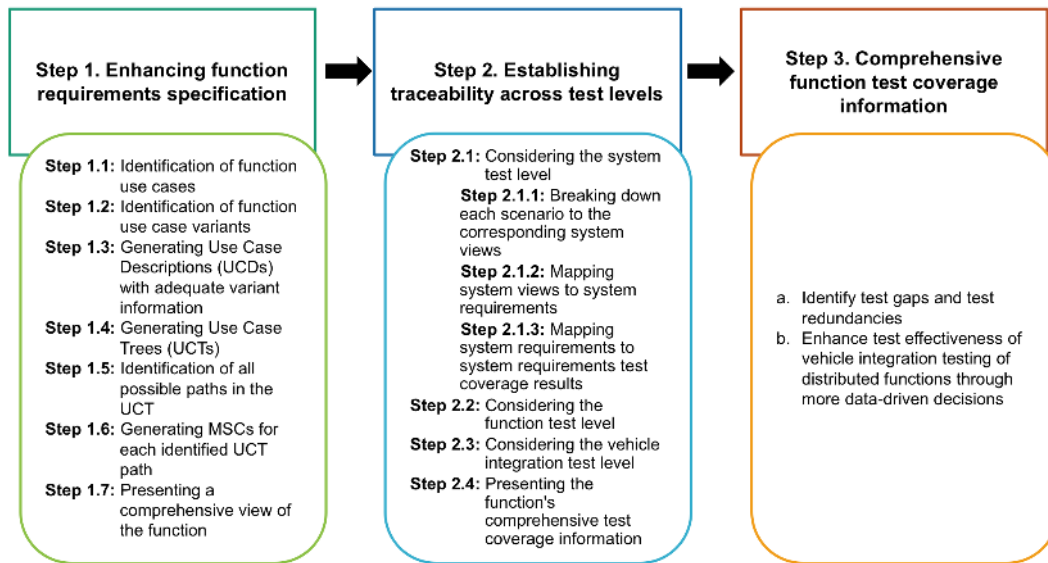 Step 1. Enhancing function
requirements specification
Step 1.1: Identification of function
use cases
Step 1.2: Identification of function
use case variants
Step 1.3: Generating Use Case
Descriptions (UCDs)
with adequate variant
information
Step 1.4: Generating Use Case
Trees (UCTs)
Step 1.5: Identification of all
possible paths in the
UCT
Step 1.6: Generating MSCs for
each identified UCT
path
Step 1.7: Presenting a
comprehensive view of
the function
Step 2. Establishing
traceability across test levels
Step 2.1: Considering the system
test level
Step 2.1.1: Breaking down
each scenario to the
corresponding system
views
Step 2.1.2: Mapping
system views to system
requirements
Step 2.1.3: Mapping
system requirements to
system requirements test
coverage results
Step 2.2: Considering the
function test level
Step 2.3: Considering the vehicle
integration test level
Step 2.4: Presenting the
function's
comprehensive test
coverage information
Step 3. Comprehensive
function test coverage
information
a. Identify test gaps and test
redundancies
b. Enhance test effectiveness of
vehicle integration testing of
distributed functions through
more data-driven decisions